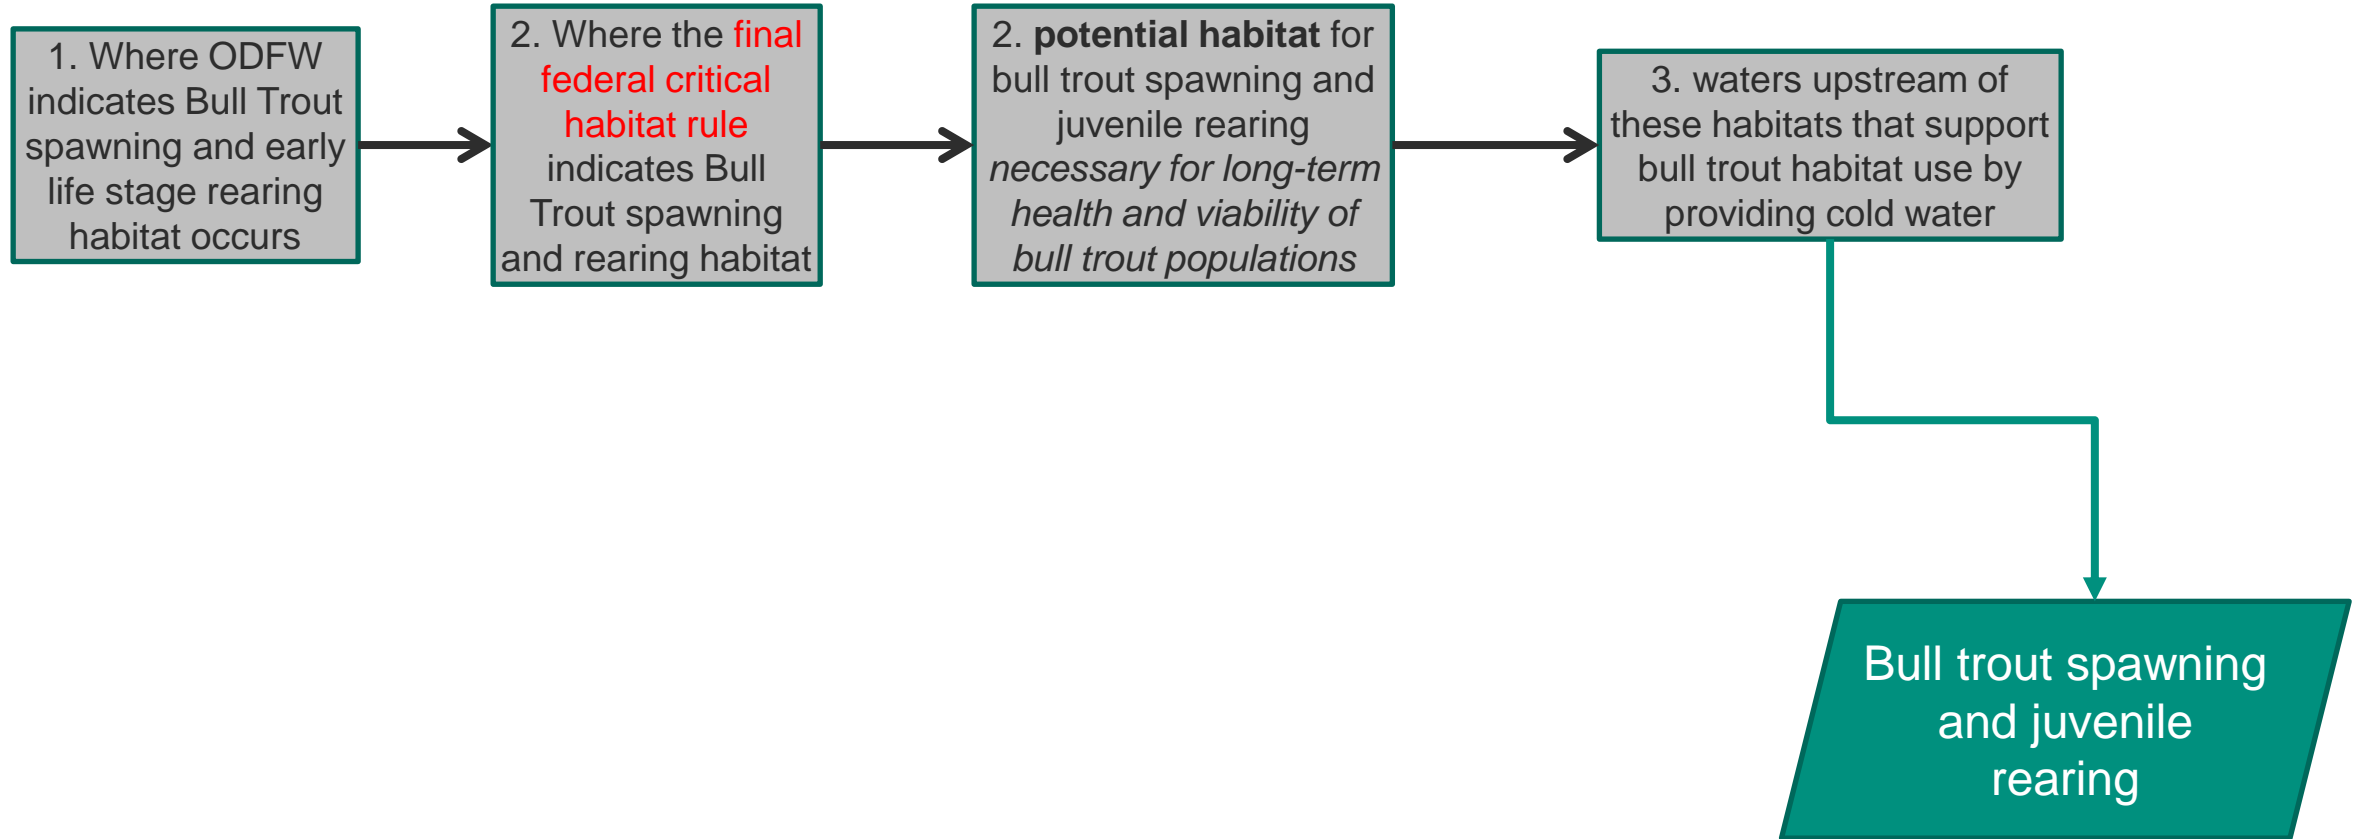 1. Where ODFW
indicates Bull Trout
spawning and early
life stage rearing
habitat occurs
2. Where the final
federal critical
habitat rule
indicates Bull
Trout spawning
and rearing habitat
2. potential habitat for
bull trout spawning and
juvenile rearing
necessary for long-term
health and viability of
bull trout populations
3. waters upstream of
these habitats that support
bull trout habitat use by
providing cold water
Bull trout spawning
and juvenile
rearing